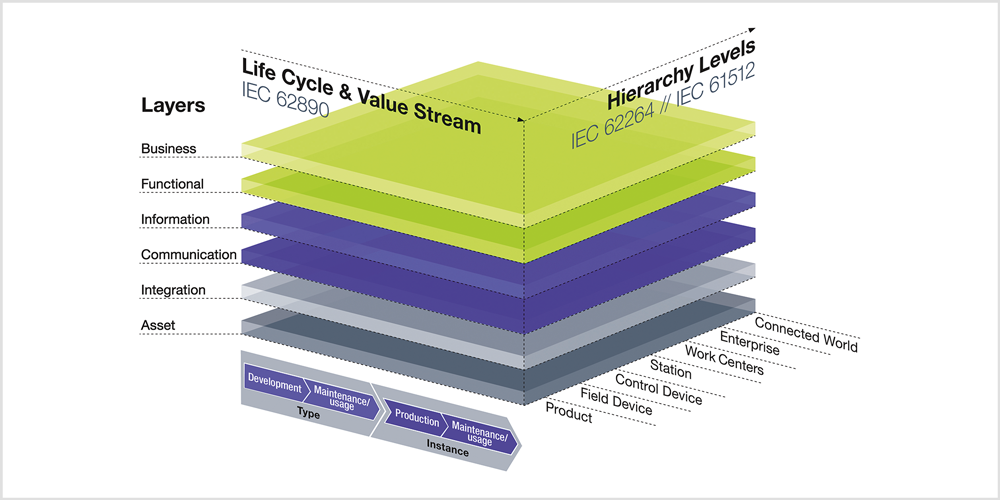 Life Cycle & Value Stream
IEC 62890
Hierarchy Levels
IEC 62264 // IEC 61512
Layers
Business
Functional
Information
Communication
Integration
Asset
Connected World
Enterprise
Work Centers
Station
Control Device
Field Device
Product
Development
Maintenance/
usage
Type
Production
Maintenance/
usage
Instance